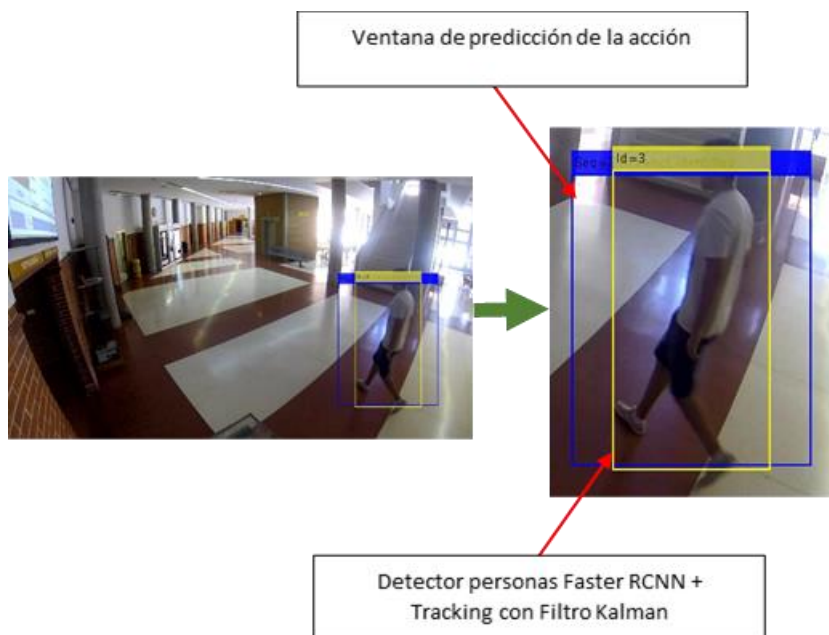 Ventana de predicción de la acción
Id=3
Detector personas Faster RCNN +
Tracking con Filtro Kalman